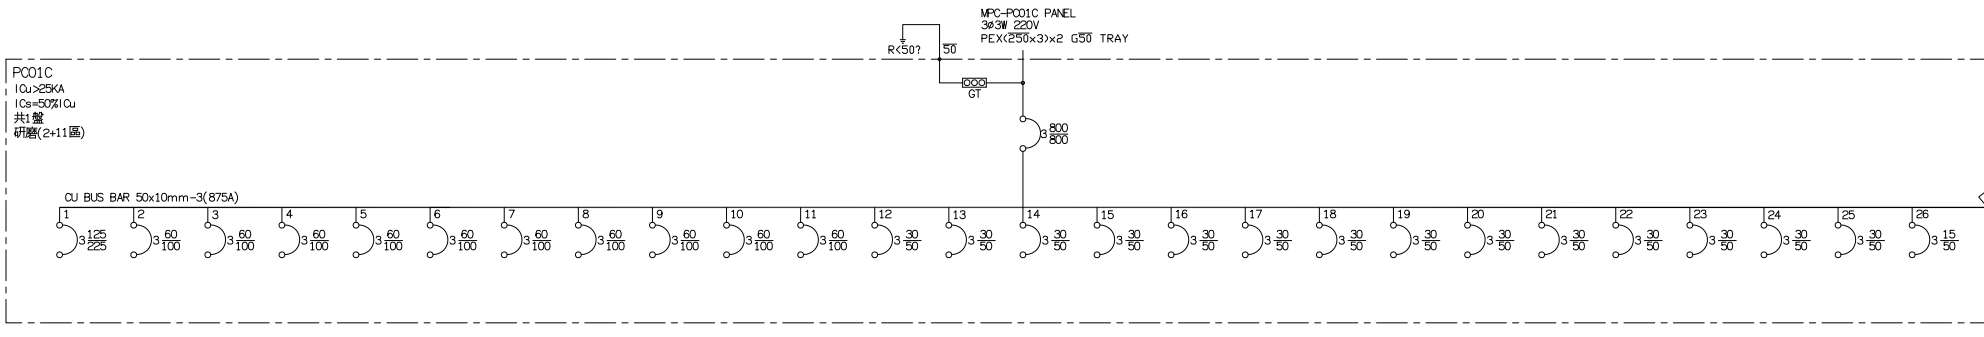 MPC-PC01C PANEL
3ø3W 220V
PEX(250x3)x2 G50 TRAY
R<50?
50
GT
PC01C
ICu>25KA
ICs=50%ICu
共1盤
研磨(2+11區)
3 800
800
CU BUS BAR 50x10mm-3(875A)
1 2 3 4 5 6 7 8 9 10 11 12 13 14 15 16 17 18 19 20 21 22 23 24 25 26
3 125 3 60 3 60 3 60 3 60 3 60 3 60 3 60 3 60 3 60 3 60 3 30 3 30 3 30 3 30 3 30 3 30 3 30 3 30 3 30 3 30 3 30 3 30 3 30 3 30 3 15
225 100 100 100 100 100 100 100 100 100 100 50 50 50 50 50 50 50 50 50 50 50 50 50 50 50